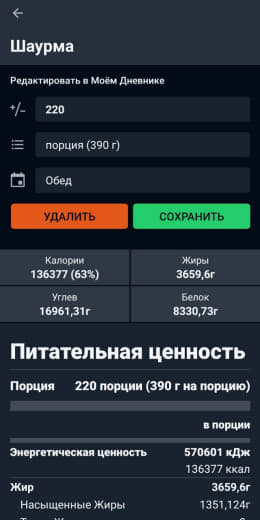 Шаурма
Редактировать в Моём Дневнике
+/− 220
порция (390 г)
Обед
УДАЛИТЬ СОХРАНИТЬ
Калории Жиры
136377 (63%) 3659,6г
Углев Белок
16961,31г 8330,73г
Питательная ценность
Порция 220 порции (390 г на порцию)
в порции
Энергетическая ценность 570601 кДж
136377 ккал
Жир 3659,6г
Насыщенные Жиры 1351,124г